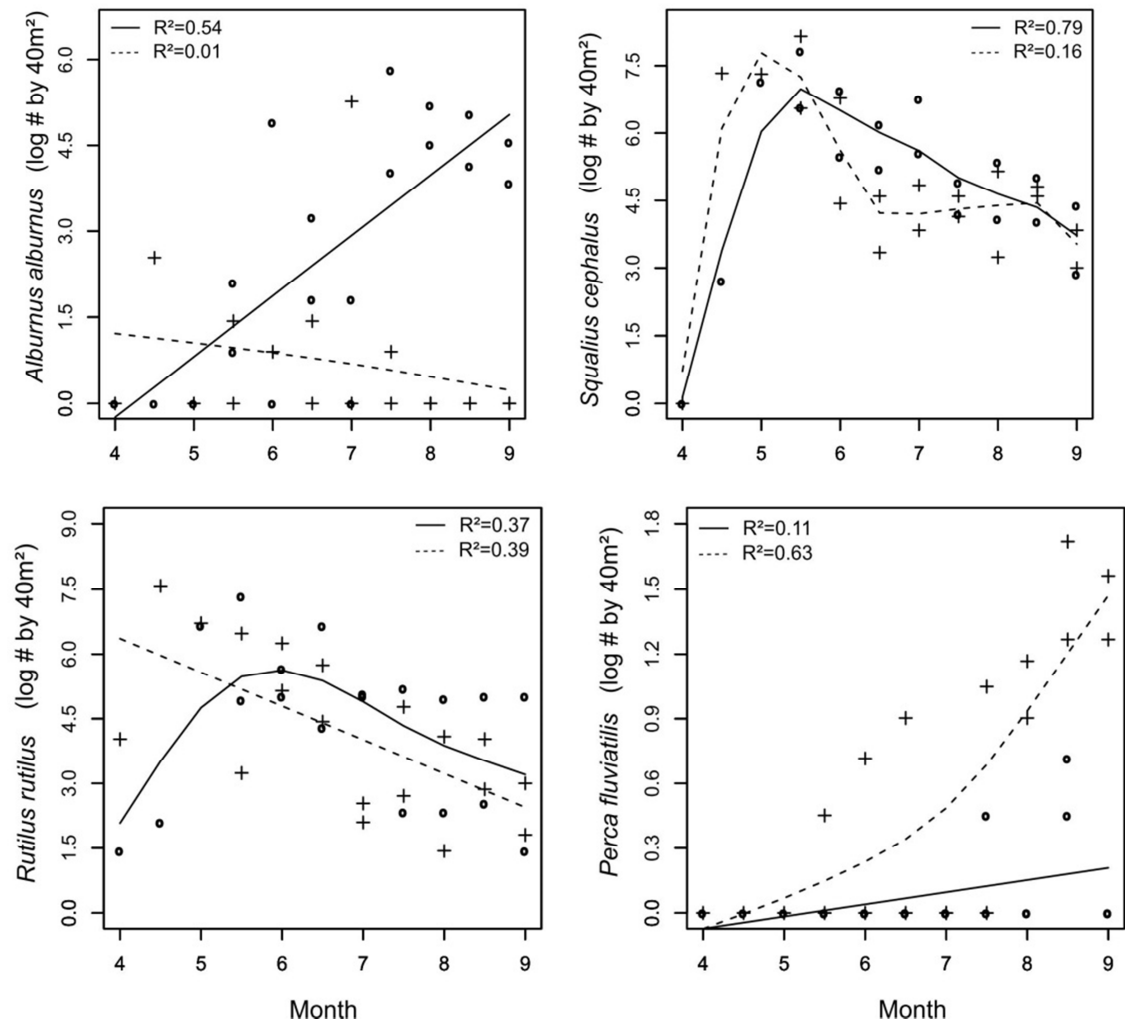 Alburnus alburnus (log # by 40m²)
R²=0.54
R²=0.01
6.0
4.5
3.0
1.5
0.0
4 5 6 7 8 9
Squalius cephalus (log # by 40m²)
R²=0.79
R²=0.16
7.5
6.0
4.5
3.0
1.5
0.0
4 5 6 7 8 9
Rutilus rutilus (log # by 40m²)
R²=0.37
R²=0.39
9.0
7.5
6.0
4.5
3.0
1.5
0.0
4 5 6 7 8 9
Month
Perca fluviatilis (log # by 40m²)
R²=0.11
R²=0.63
1.8
1.5
1.2
0.9
0.6
0.3
0.0
4 5 6 7 8 9
Month